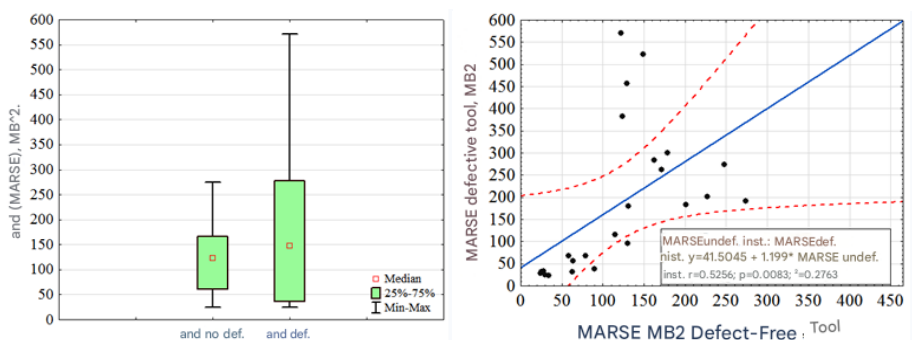 600
550
500
450
400
350
300
250
200
150
100
50
0
and (MARSE), MB^2.
Median
25%-75%
Min-Max
and no def.
and def.
600
550
500
450
400
350
300
250
200
150
100
50
0
MARSE defective tool, MB2
MARSEundef. inst.: MARSEdef.
nist. y=41.5045 + 1.199* MARSE undef.
inst. r=0.5256; p=0.0083; ²=0.2763
0 50 100 150 200 250 300 350 400 450
MARSE MB2 Defect-Free , Tool